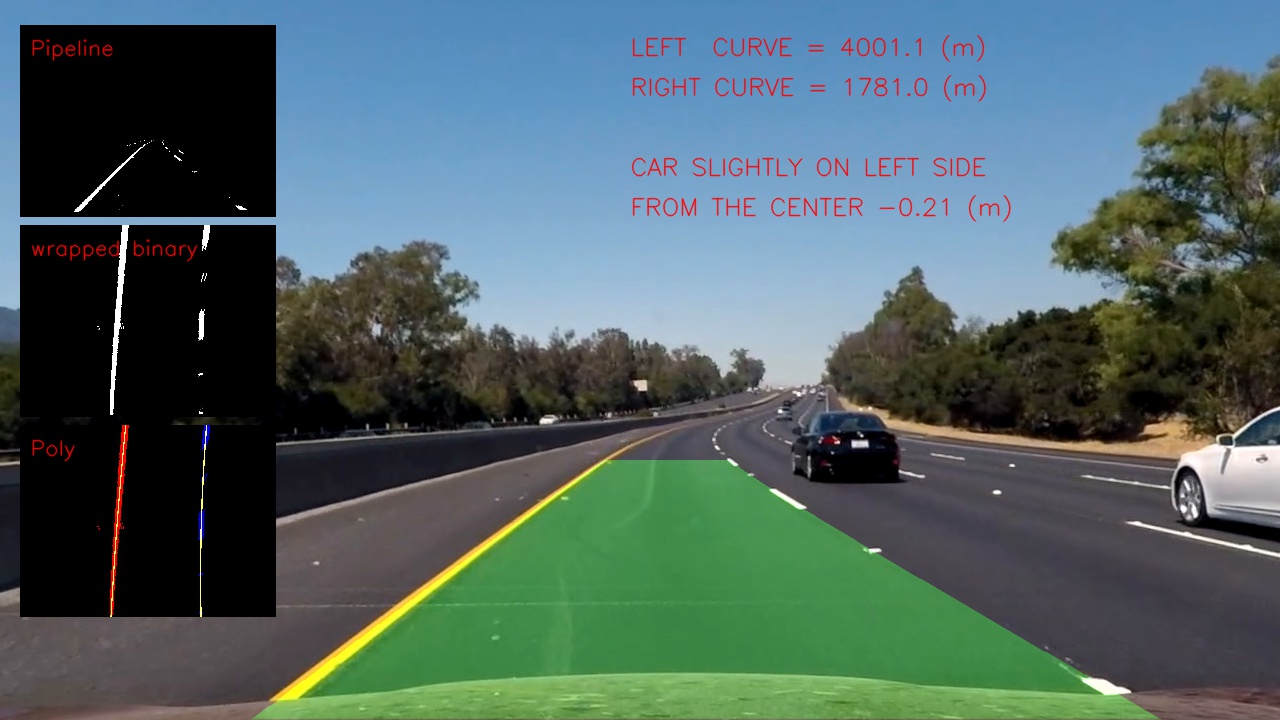 Pipeline
LEFT CURVE = 4001.1 (m)
RIGHT CURVE = 1781.0 (m)
CAR SLIGHTLY ON LEFT SIDE
FROM THE CENTER -0.21 (m)
wrapped binary
Poly